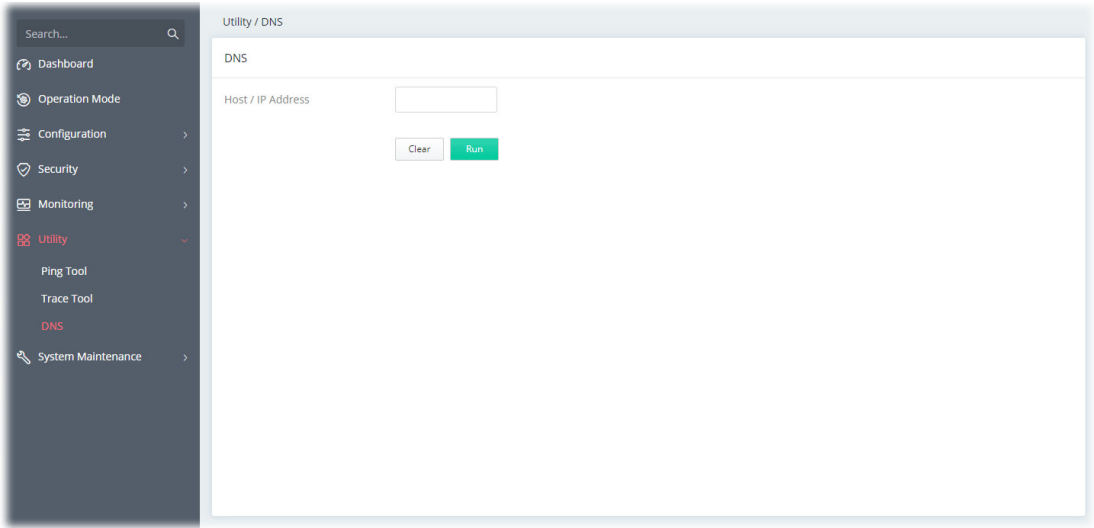 Search...
Dashboard
Operation Mode
Configuration
Security
Monitoring
Utility
Ping Tool
Trace Tool
DNS
System Maintenance
Utility / DNS
DNS
Host / IP Address
Clear Run